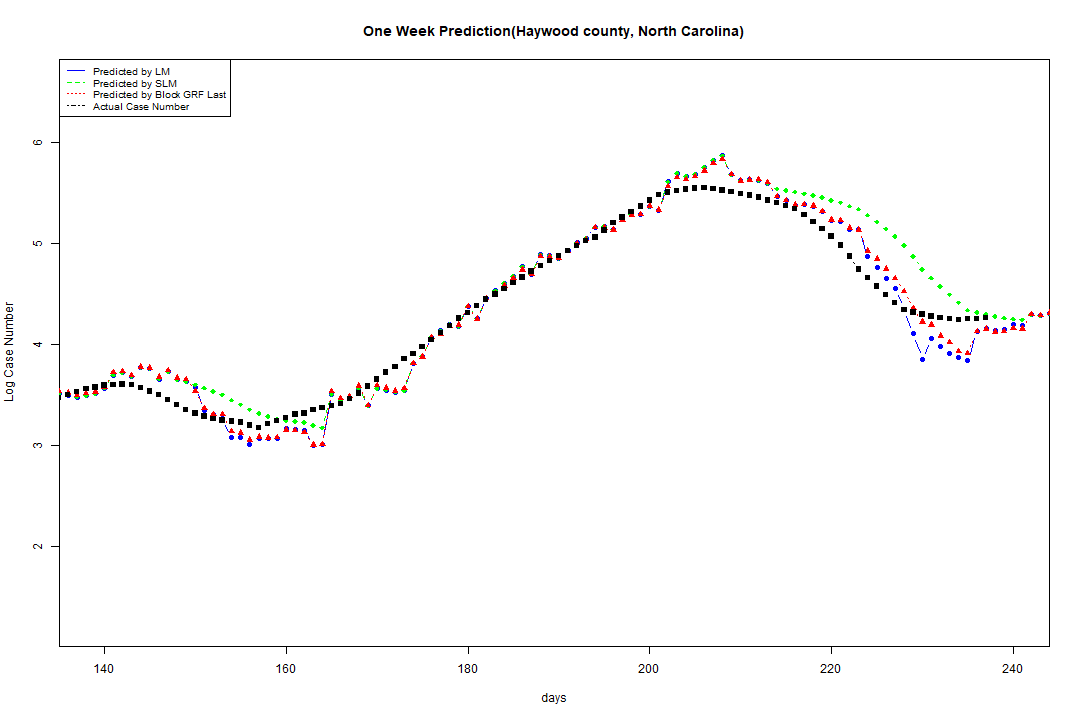 One Week Prediction(Haywood county, North Carolina)
Predicted by LM
Predicted by SLM
Predicted by Block GRF Last
Actual Case Number
6
5
4
3
2
Log Case Number
140 160 180 200 220 240
days